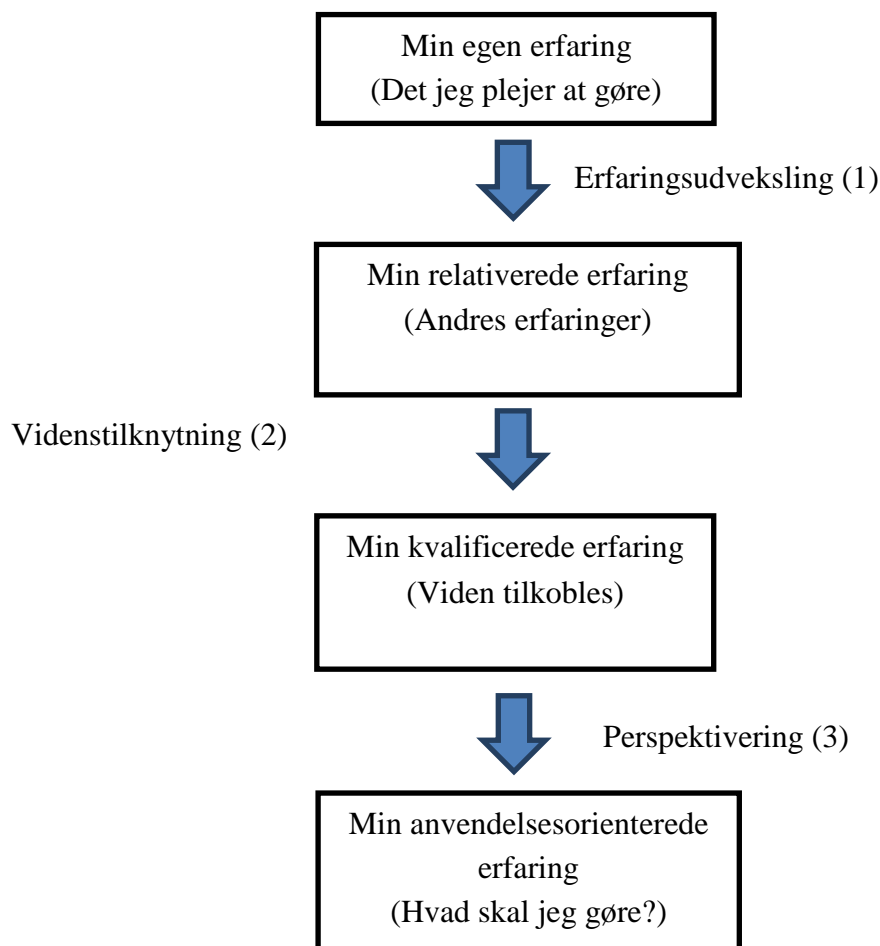 Min egen erfaring
(Det jeg plejer at gøre)
Erfaringsudveksling (1)
Min relativerede erfaring
(Andres erfaringer)
Videnstilknytning (2)
Min kvalificerede erfaring
(Viden tilkobles)
Perspektivering (3)
Min anvendelsesorienterede
erfaring
(Hvad skal jeg gøre?)